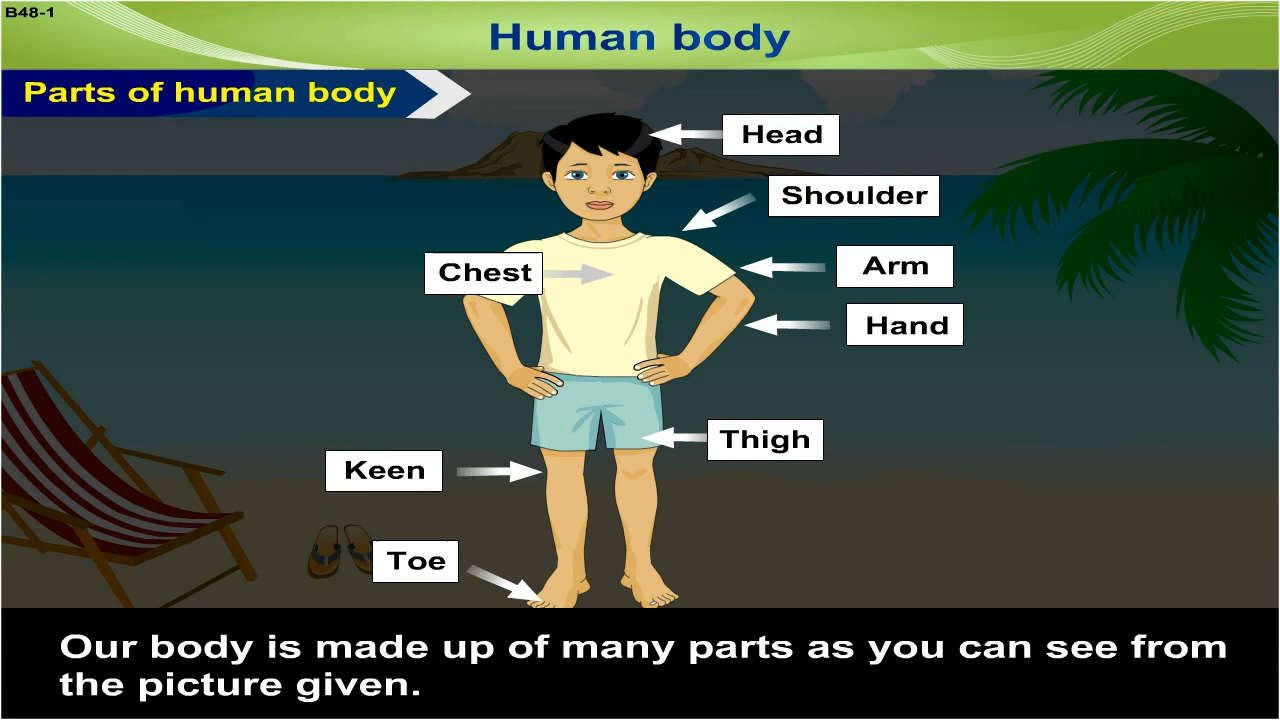 B48-1
Human body
Parts of human body
Head
Shoulder
Chest
Arm
Hand
Thigh
Keen
Toe
Our body is made up of many parts as you can see from
the picture given.